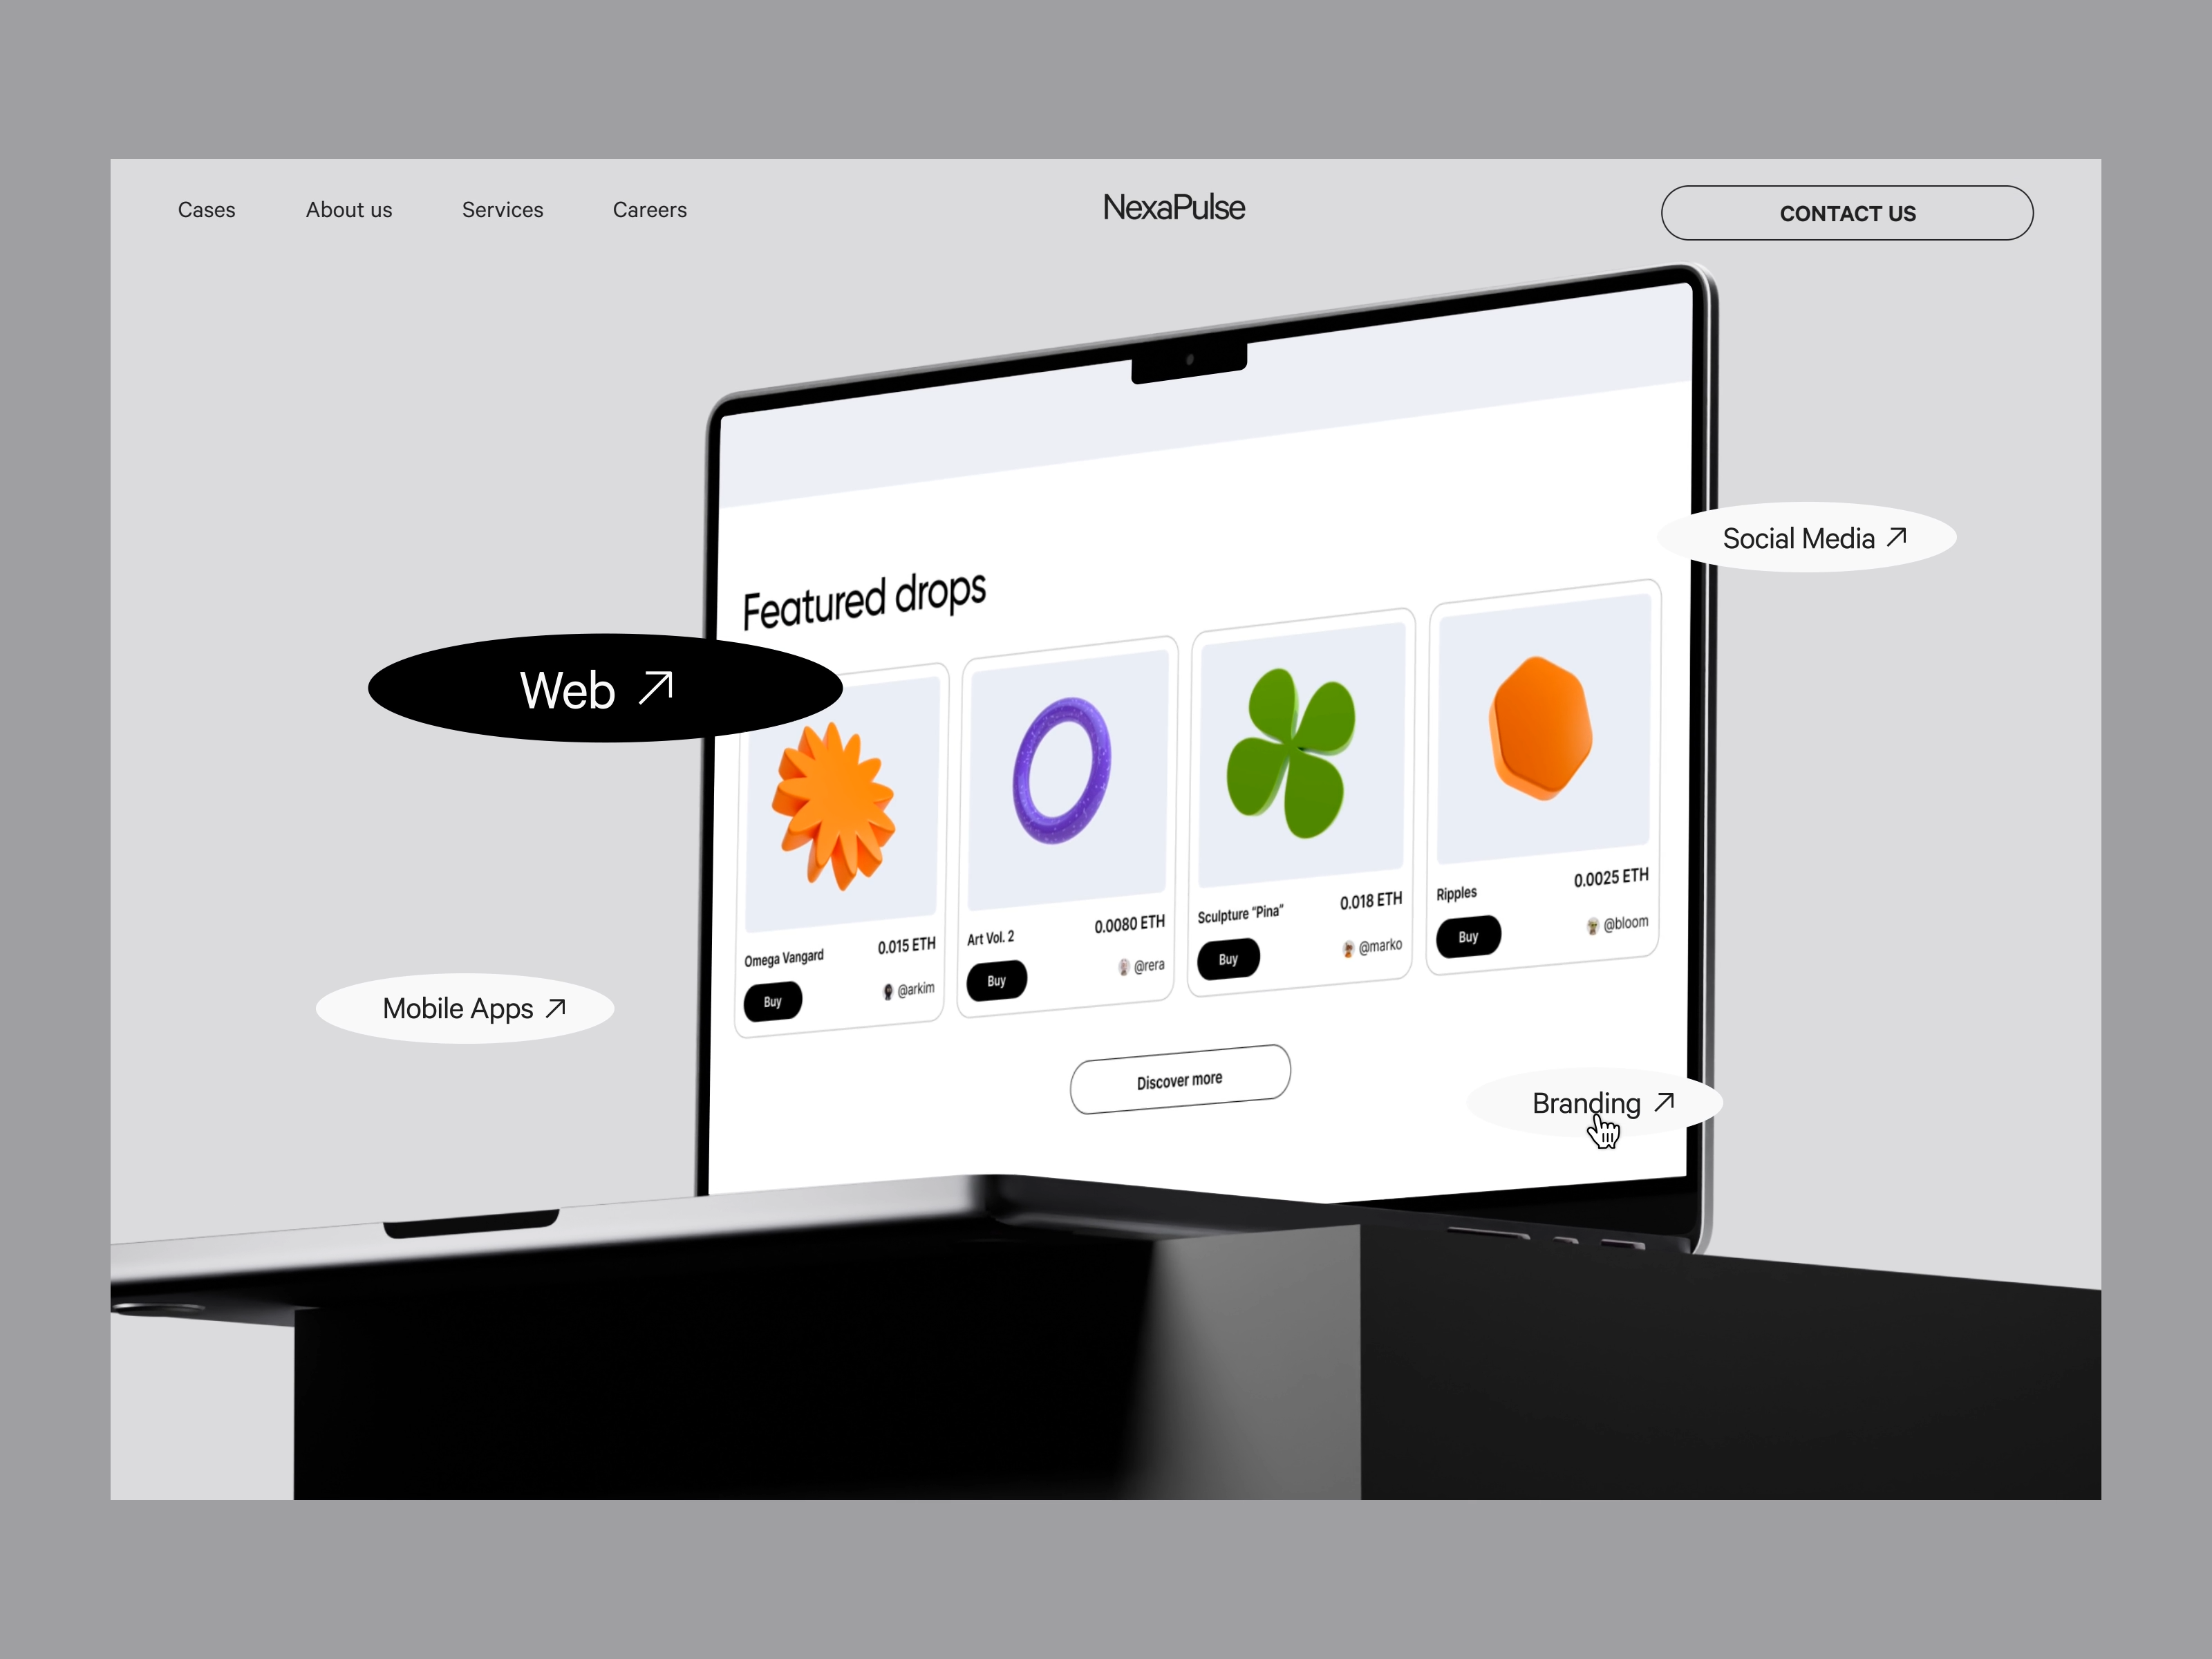 Cases About us Services Careers NexaPulse CONTACT US
Social Media
Featured drops
Web
Omega Vangard 0.015 ETH
Buy @arkim
Art Vol. 2 0.0080 ETH
Buy @rera
Sculpture “Pina“ 0.018 ETH
Buy @marko
Ripples 0.0025 ETH
Buy @bloom
Mobile Apps
Discover more
Branding